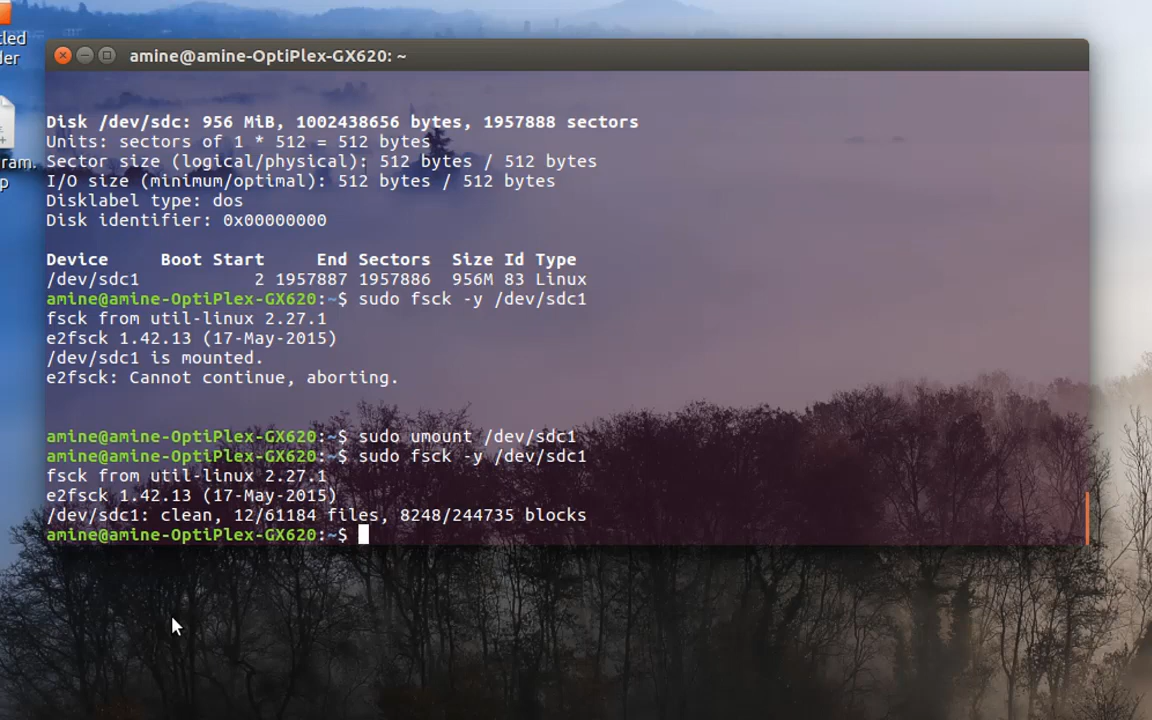 amine@amine-OptiPlex-GX620: ~
Disk /dev/sdc: 956 MiB, 1002438656 bytes, 1957888 sectors
Units: sectors of 1 * 512 = 512 bytes
Sector size (logical/physical): 512 bytes / 512 bytes
I/O size (minimum/optimal): 512 bytes / 512 bytes
Disklabel type: dos
Disk identifier: 0x00000000
Device     Boot Start     End Sectors  Size Id Type
/dev/sdc1           2 1957887 1957886  956M 83 Linux
amine@amine-OptiPlex-GX620:~$ sudo fsck -y /dev/sdc1
fsck from util-linux 2.27.1
e2fsck 1.42.13 (17-May-2015)
/dev/sdc1 is mounted.
e2fsck: Cannot continue, aborting.
amine@amine-OptiPlex-GX620:~$ sudo umount /dev/sdc1
amine@amine-OptiPlex-GX620:~$ sudo fsck -y /dev/sdc1
fsck from util-linux 2.27.1
e2fsck 1.42.13 (17-May-2015)
/dev/sdc1: clean, 12/61184 files, 8248/244735 blocks
amine@amine-OptiPlex-GX620:~$